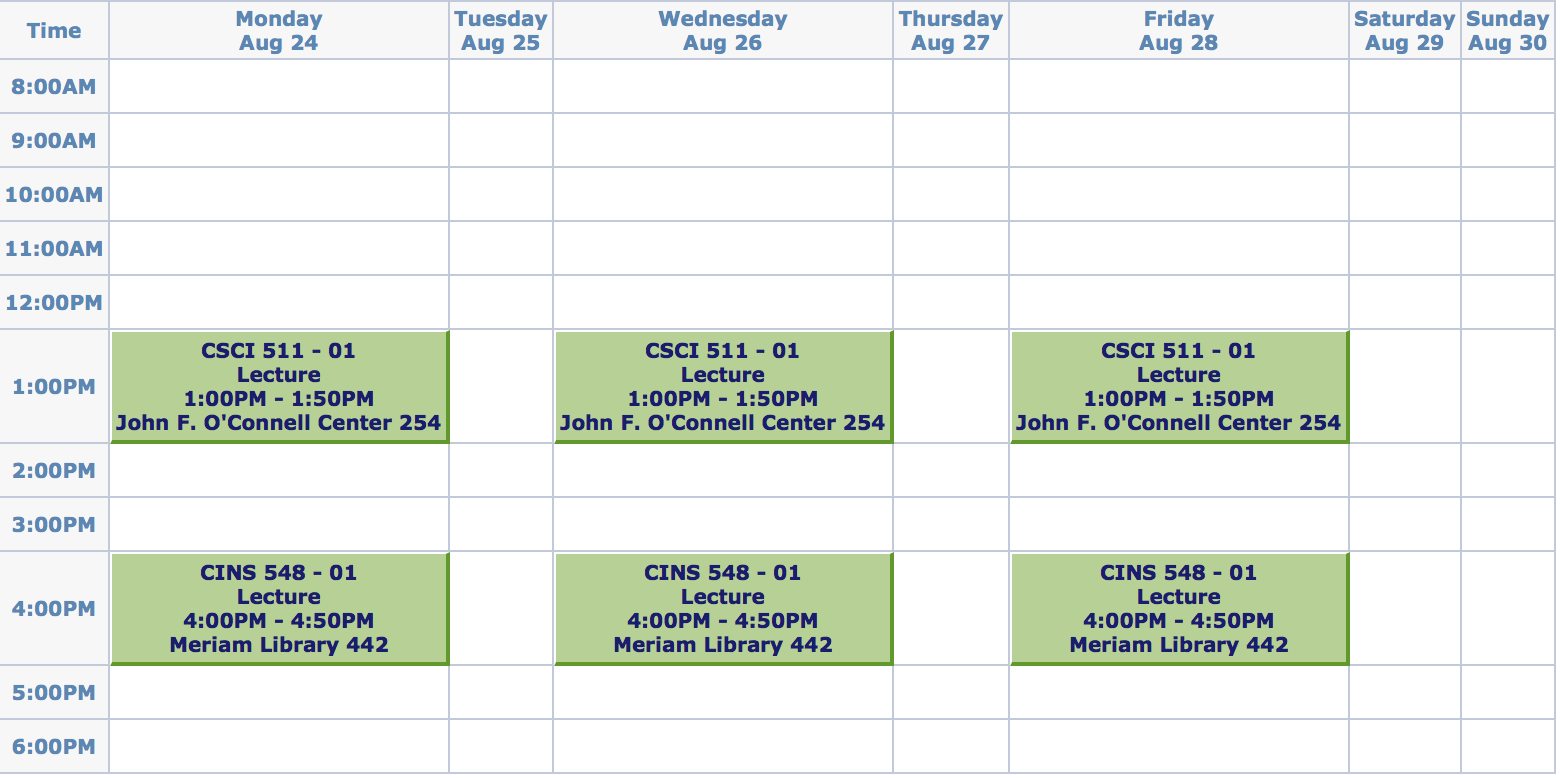 Time
Monday
Aug 24
Tuesday
Aug 25
Wednesday
Aug 26
Thursday
Aug 27
Friday
Aug 28
Saturday
Aug 29
Sunday
Aug 30
8:00AM
9:00AM
10:00AM
11:00AM
12:00PM
1:00PM
CSCI 511 - 01
Lecture
1:00PM - 1:50PM
John F. O'Connell Center 254
CSCI 511 - 01
Lecture
1:00PM - 1:50PM
John F. O'Connell Center 254
CSCI 511 - 01
Lecture
1:00PM - 1:50PM
John F. O'Connell Center 254
2:00PM
3:00PM
4:00PM
CINS 548 - 01
Lecture
4:00PM - 4:50PM
Meriam Library 442
CINS 548 - 01
Lecture
4:00PM - 4:50PM
Meriam Library 442
CINS 548 - 01
Lecture
4:00PM - 4:50PM
Meriam Library 442
5:00PM
6:00PM